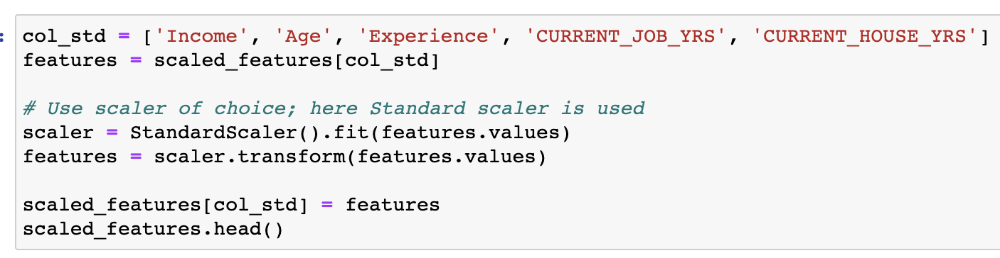 :
col_std = ['Income', 'Age', 'Experience', 'CURRENT_JOB_YRS', 'CURRENT_HOUSE_YRS']
features = scaled_features[col_std]
# Use scaler of choice; here Standard scaler is used
scaler = StandardScaler().fit(features.values)
features = scaler.transform(features.values)
scaled_features[col_std] = features
scaled_features.head()